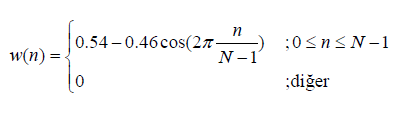 w(n) = { 0.54 − 0.46 cos(2π n/(N − 1)) ; 0 ≤ n ≤ N − 1
0 ;diğer